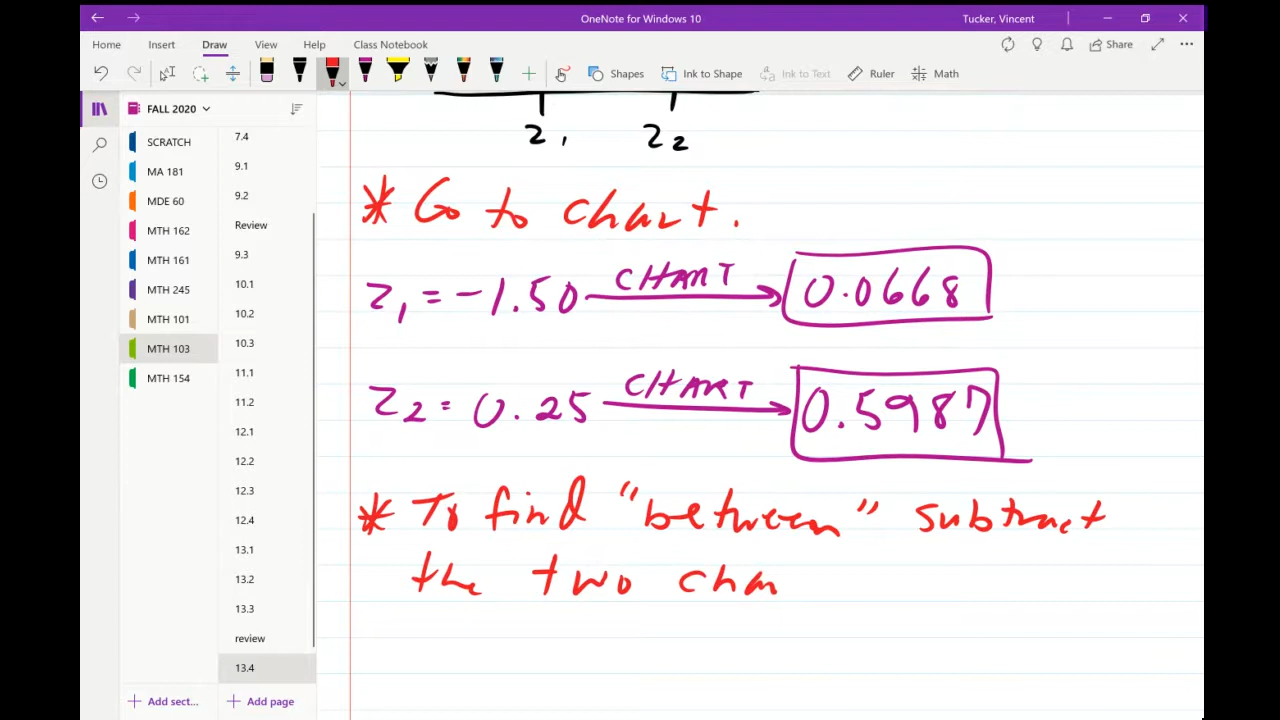 OneNote for Windows 10
Tucker, Vincent
Home Insert Draw View Help Class Notebook
Share
Shapes Ink to Shape Ink to Text Ruler Math
FALL 2020
SCRATCH
MA 181
MDE 60
MTH 162
MTH 161
MTH 245
MTH 101
MTH 103
MTH 154
Add sect...
7.4
9.1
9.2
Review
9.3
10.1
10.2
10.3
11.1
11.2
12.1
12.2
12.3
12.4
13.1
13.2
13.3
review
13.4
Add page
z₁ z₂
* Go to chart.
z₁ = -1.50 CHART 0.0668
z₂ = 0.25 CHART 0.5987
* To find "between" subtract
the two char